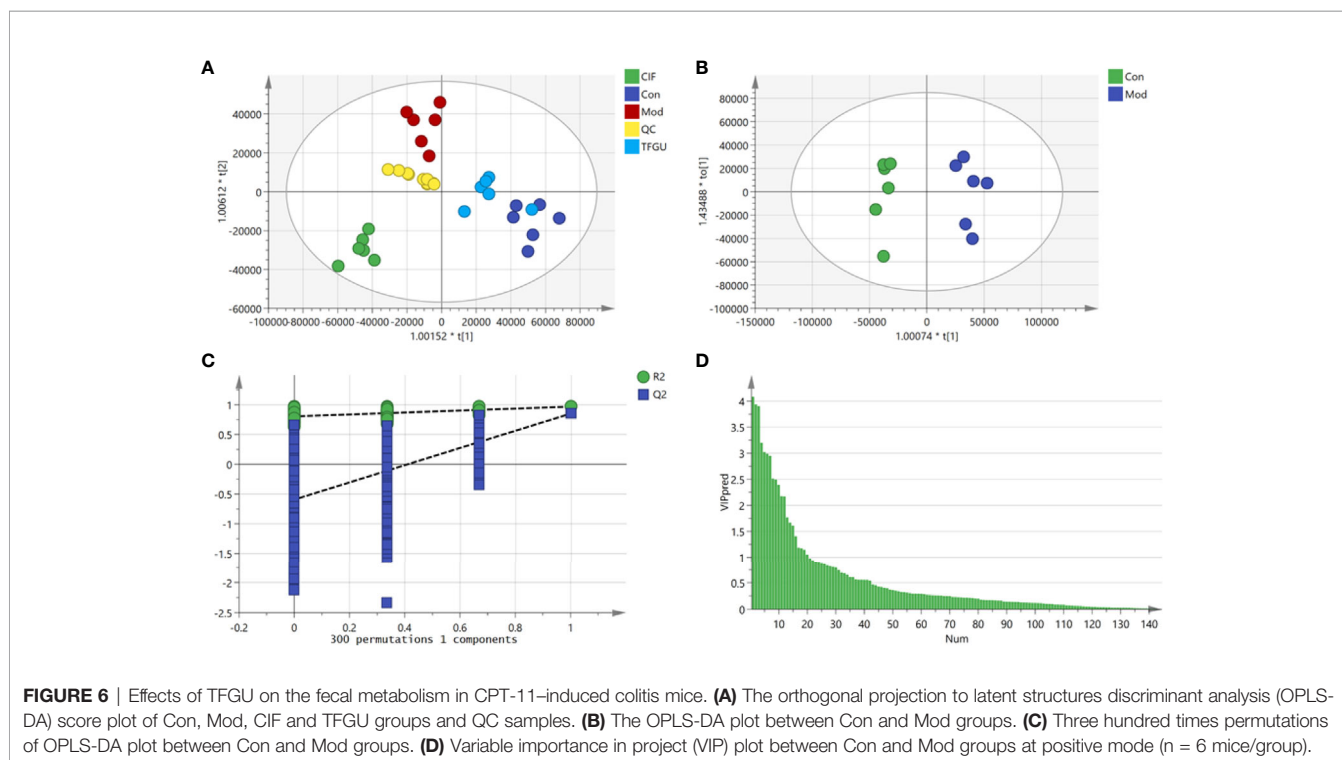 A
CIF
Con
Mod
QC
TFGU
1.00612 * t[2]
40000
20000
0
-20000
-40000
-60000
-100000 -80000 -60000 -40000 -20000 0 20000 40000 60000 80000
1.00152 * t[1]
B
Con
Mod
1.43488 * to[1]
80000
60000
40000
20000
0
-20000
-40000
-60000
-80000
-100000
-150000 -100000 -50000 0 50000 100000
1.00074 * t[1]
C
R2
Q2
1
0.5
0
-0.5
-1
-1.5
-2
-2.5
-0.2 0 0.2 0.4 0.6 0.8 1
300 permutations 1 components
D
VIPpred
4
3.5
3
2.5
2
1.5
1
0.5
0
10 20 30 40 50 60 70 80 90 100 110 120 130 140
Num
FIGURE 6 | Effects of TFGU on the fecal metabolism in CPT-11–induced colitis mice. (A) The orthogonal projection to latent structures discriminant analysis (OPLS-
DA) score plot of Con, Mod, CIF and TFGU groups and QC samples. (B) The OPLS-DA plot between Con and Mod groups. (C) Three hundred times permutations
of OPLS-DA plot between Con and Mod groups. (D) Variable importance in project (VIP) plot between Con and Mod groups at positive mode (n = 6 mice/group).